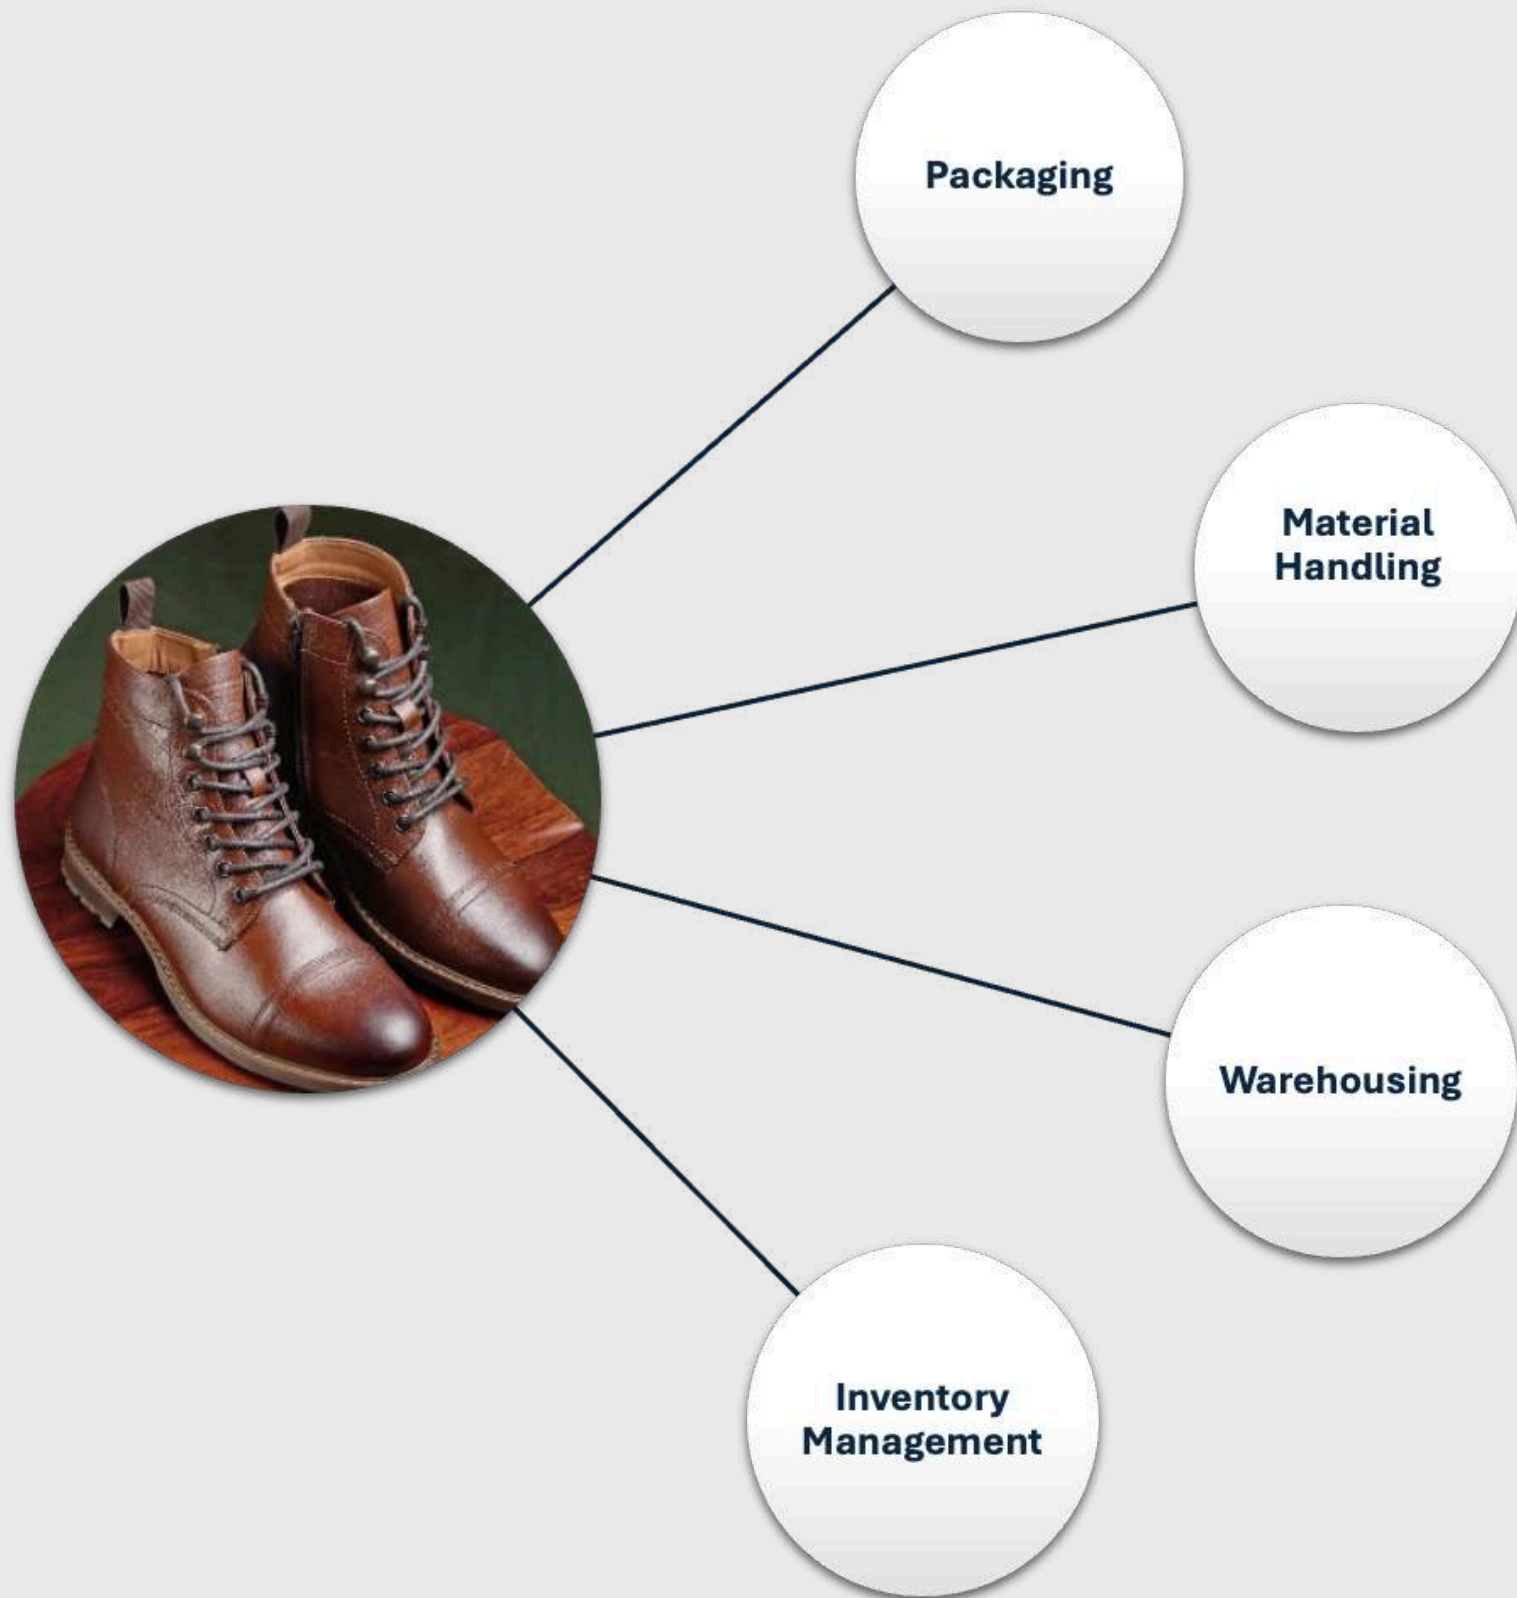 Packaging
Material
Handling
Warehousing
Inventory
Management